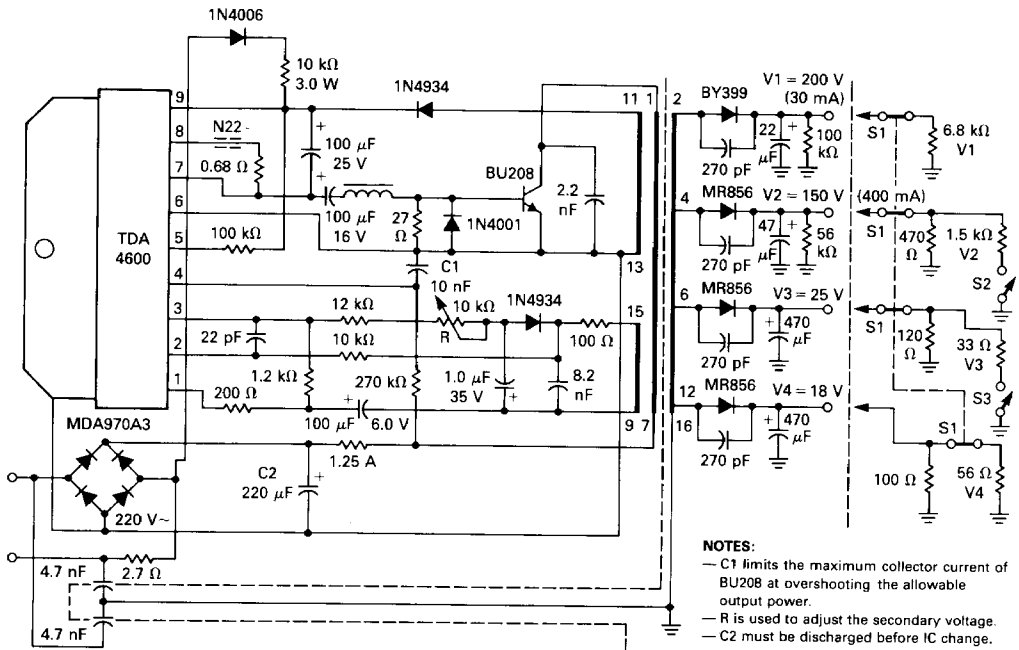 1N4006
10 kΩ
3.0 W
1N4934
9
8
7
6
5
4
3
2
1
TDA
4600
N22
0.68 Ω
+
100 µF
25 V
+
100 µF
16 V
BU208
27
Ω
1N4001
2.2
nF
100 kΩ
C1
10 nF
12 kΩ
10 kΩ
R
1N4934
100 Ω
22 pF
10 kΩ
1.2 kΩ
270 kΩ
1.0 µF
35 V
+
8.2
nF
200 Ω
100 µF
+
6.0 V
MDA970A3
1.25 A
C2
220 µF
+
220 V~
4.7 nF
2.7 Ω
4.7 nF
11
1
13
15
9
7
2
4
6
12
16
BY399
V1 = 200 V
(30 mA)
270 pF
22
µF
+
100
kΩ
S1
6.8 kΩ
V1
MR856
V2 = 150 V
(400 mA)
270 pF
47
µF
+
56
kΩ
S1
470
Ω
1.5 kΩ
V2
S2
MR856
V3 = 25 V
270 pF
+
470
µF
S1
120
Ω
33 Ω
V3
S3
MR856
V4 = 18 V
270 pF
+
470
µF
S1
100 Ω
56 Ω
V4
NOTES:
— C1 limits the maximum collector current of
BU208 at overshooting the allowable
output power.
— R is used to adjust the secondary voltage.
— C2 must be discharged before IC change.